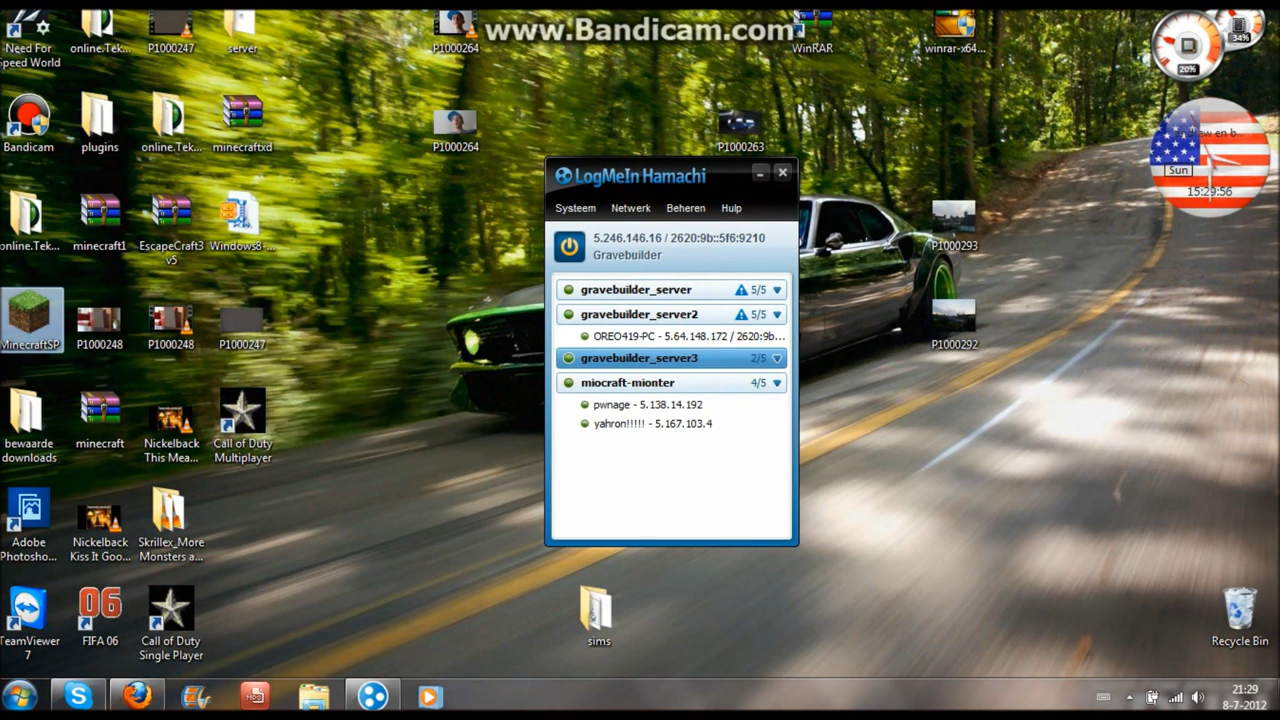 www.Bandicam.com
Need For
Speed World
online.Tek...
P1000247
server
P1000264
WinRAR
winrar-x64...
34%
20%
Bandicam
plugins
online.Tek...
minecraftxd
P1000264
P1000263
Sun
15:29:56
online.Tek...
minecraft1
EscapeCraft3
v5
Windows8-...
P1000293
MinecraftSP
P1000248
P1000248
P1000247
P1000292
bewaarde
downloads
minecraft
Nickelback
This Mea...
Call of Duty
Multiplayer
Adobe
Photosho...
Nickelback
Kiss It Goo...
Skrillex_More
Monsters a...
TeamViewer
7
06
FIFA 06
Call of Duty
Single Player
sims
Recycle Bin
LogMeIn Hamachi
Systeem Netwerk Beheren Hulp
5.246.146.16 / 2620:9b::5f6:9210
Gravebuilder
gravebuilder_server 5/5
gravebuilder_server2 5/5
OREO419-PC - 5.64.148.172 / 2620:9b...
gravebuilder_server3 2/5
miocraft-mionter 4/5
pwnage - 5.138.14.192
yahron!!!!! - 5.167.103.4
21:29
8-7-2012